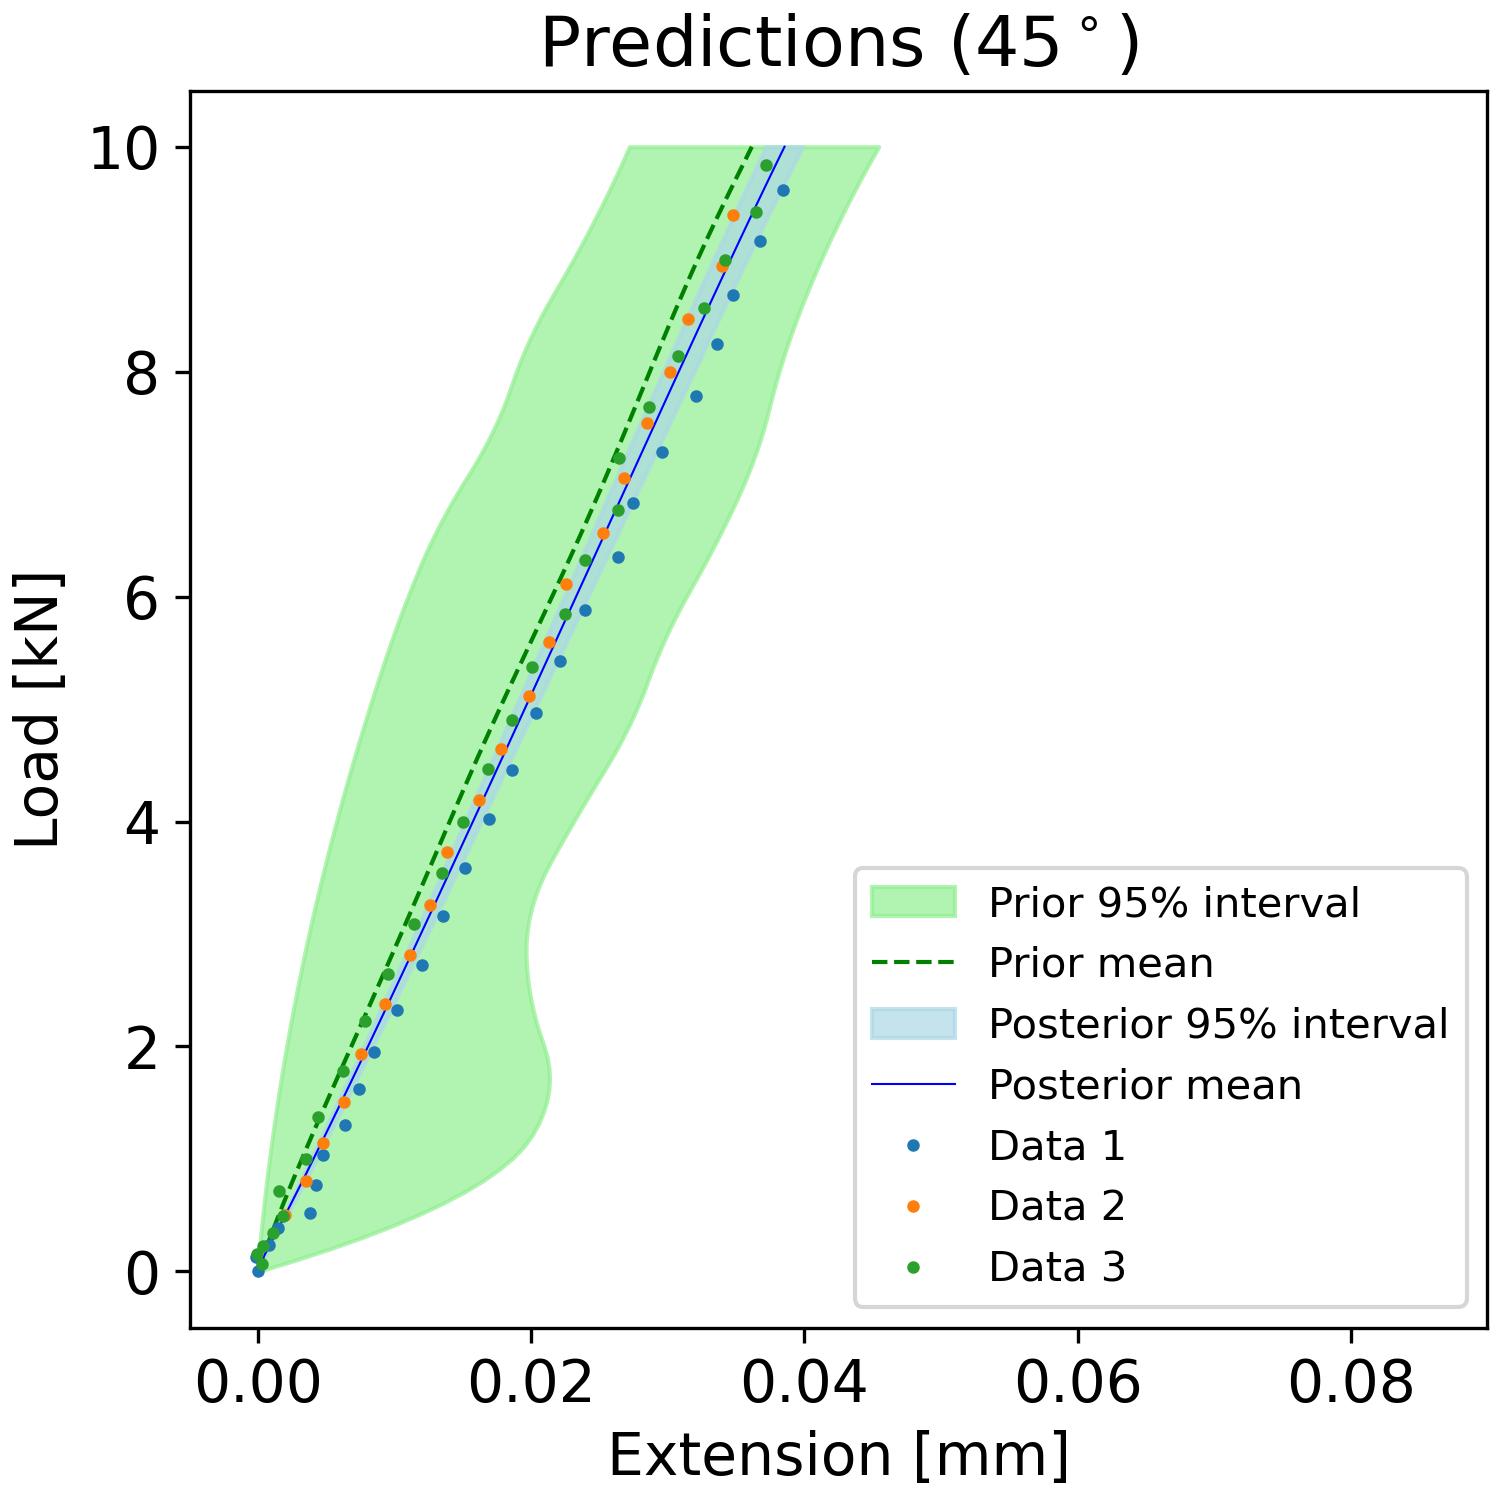 Predictions (45°)
10
8
6
4
2
0
Load [kN]
0.00 0.02 0.04 0.06 0.08
Extension [mm]
Prior 95% interval
Prior mean
Posterior 95% interval
Posterior mean
Data 1
Data 2
Data 3